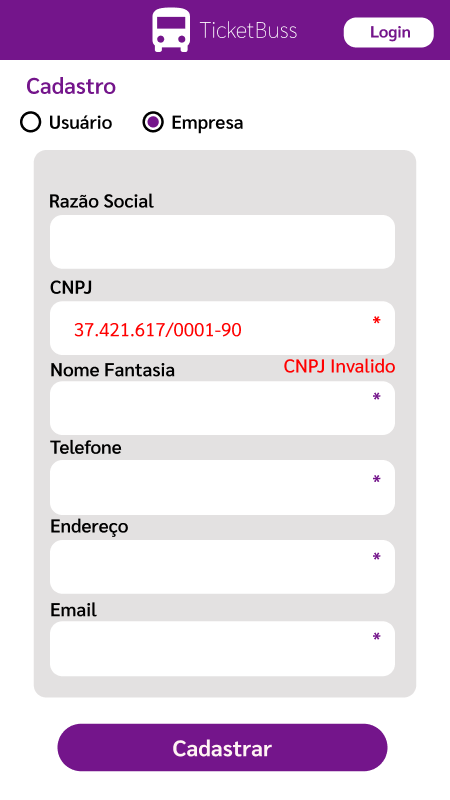 TicketBuss
Login
Cadastro
Usuário
Empresa
Razão Social
CNPJ
37.421.617/0001-90
*
CNPJ Invalido
Nome Fantasia
*
Telefone
*
Endereço
*
Email
*
Cadastrar